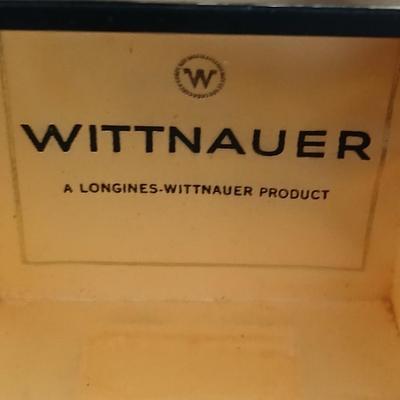 W
WITTNAUER
A LONGINES-WITTNAUER PRODUCT